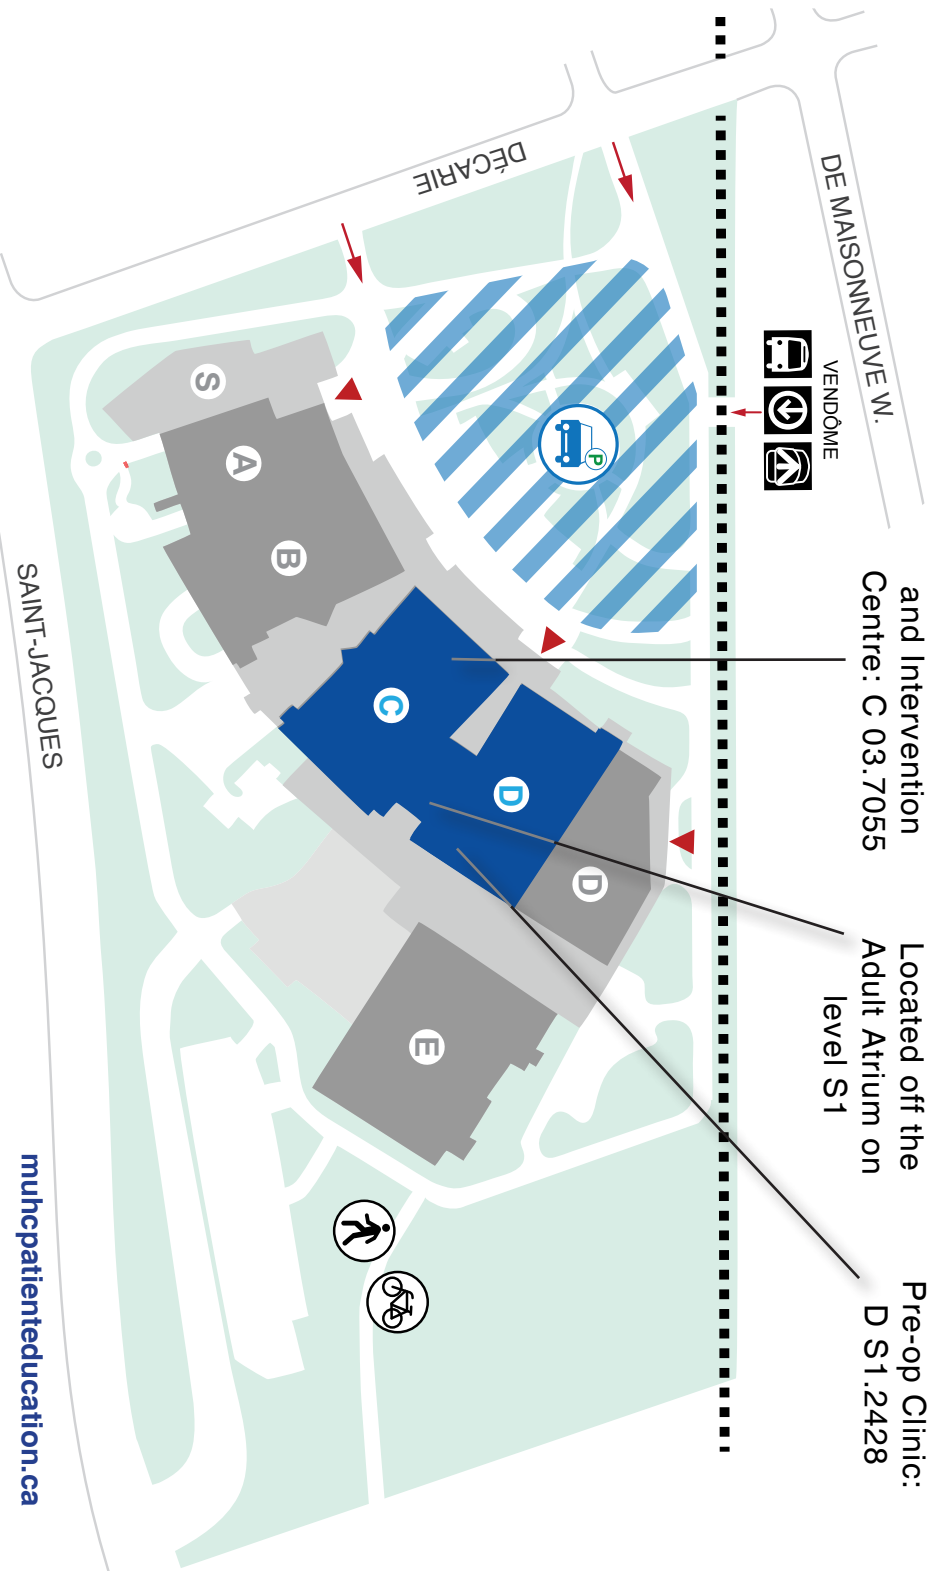 DE MAISONNEUVE W.
VENDÔME
DÉCARIE
and Intervention
Centre: C 03.7055
Located off the
Adult Atrium on
level S1
Pre-op Clinic:
D S1.2428
P
S
A
B
C
D
D
E
SAINT-JACQUES
muhcpatienteducation.ca